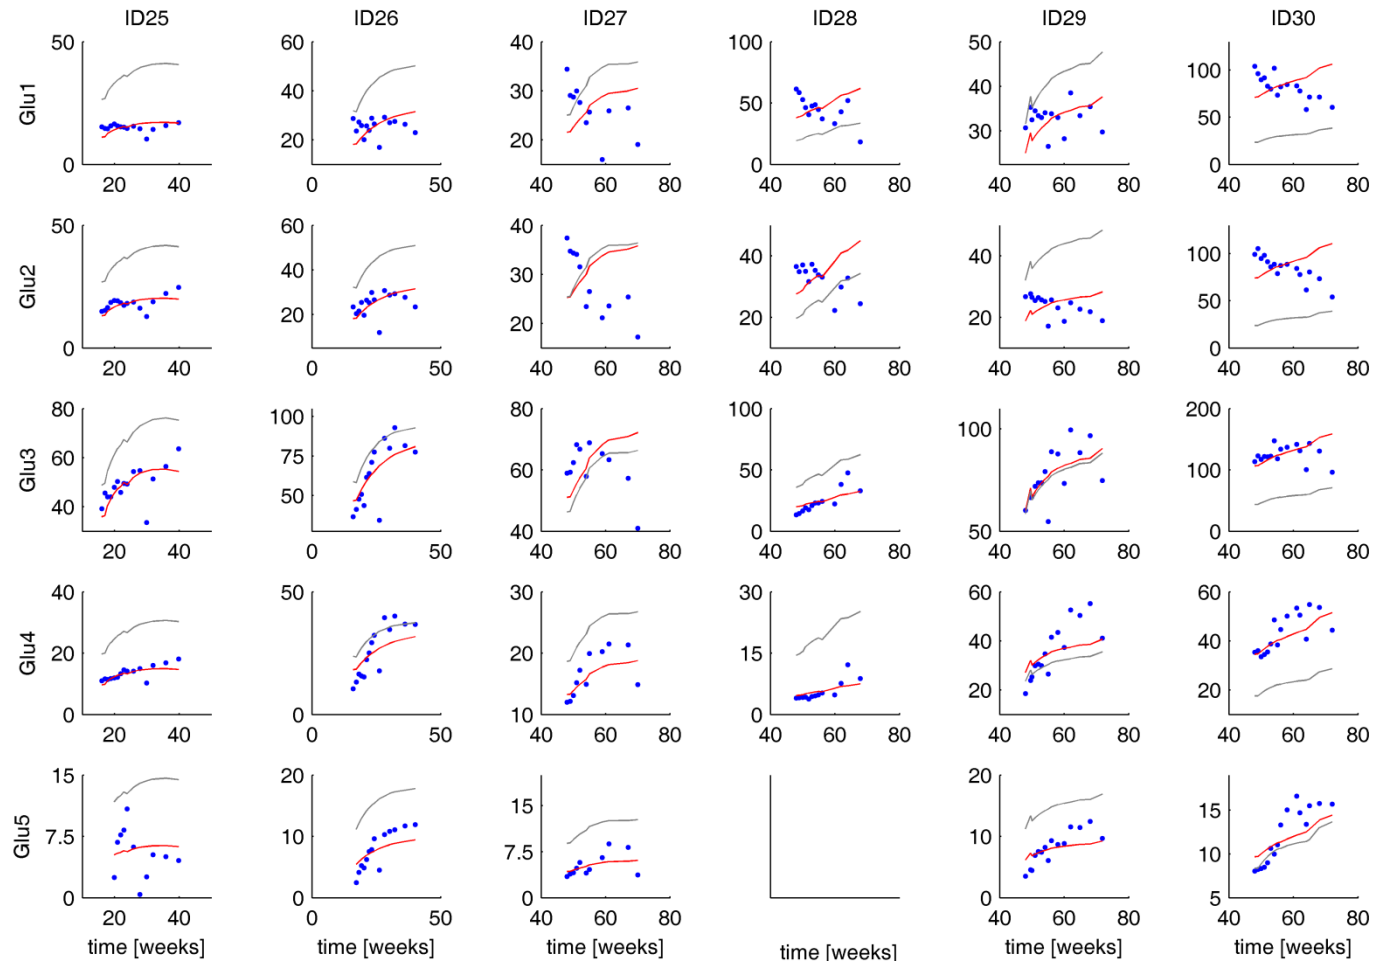 ID25 ID26 ID27 ID28 ID29 ID30
Glu1
50 60 40 100 50 100
40 40 50
20 30 50 40 30 0
0 20 20 0
20 40 0 50 40 60 80 40 60 80 40 60 80 40 60 80
Glu2
50 60 40 40 40 100
40 30 50
20 20 20 20 0
0
20 40 0 50 40 60 80 40 60 80 40 60 80 40 60 80
Glu3
80 100 80 100 100 200
60 75 60 50 100
40 50 40 0 50 0
20 40 0 50 40 60 80 40 60 80 40 60 80 40 60 80
Glu4
40 50 30 30 60 60
20 20 15 40 40
0 0 10 0 20 20
20 40 0 50 40 60 80 40 60 80 40 60 80 40 60 80
Glu5
15 20 15 20 15
7.5 10 7.5 10 10
0 0 0 0 5
20 40 0 50 40 60 80 40 60 80 40 60 80
time [weeks] time [weeks] time [weeks] time [weeks] time [weeks] time [weeks]